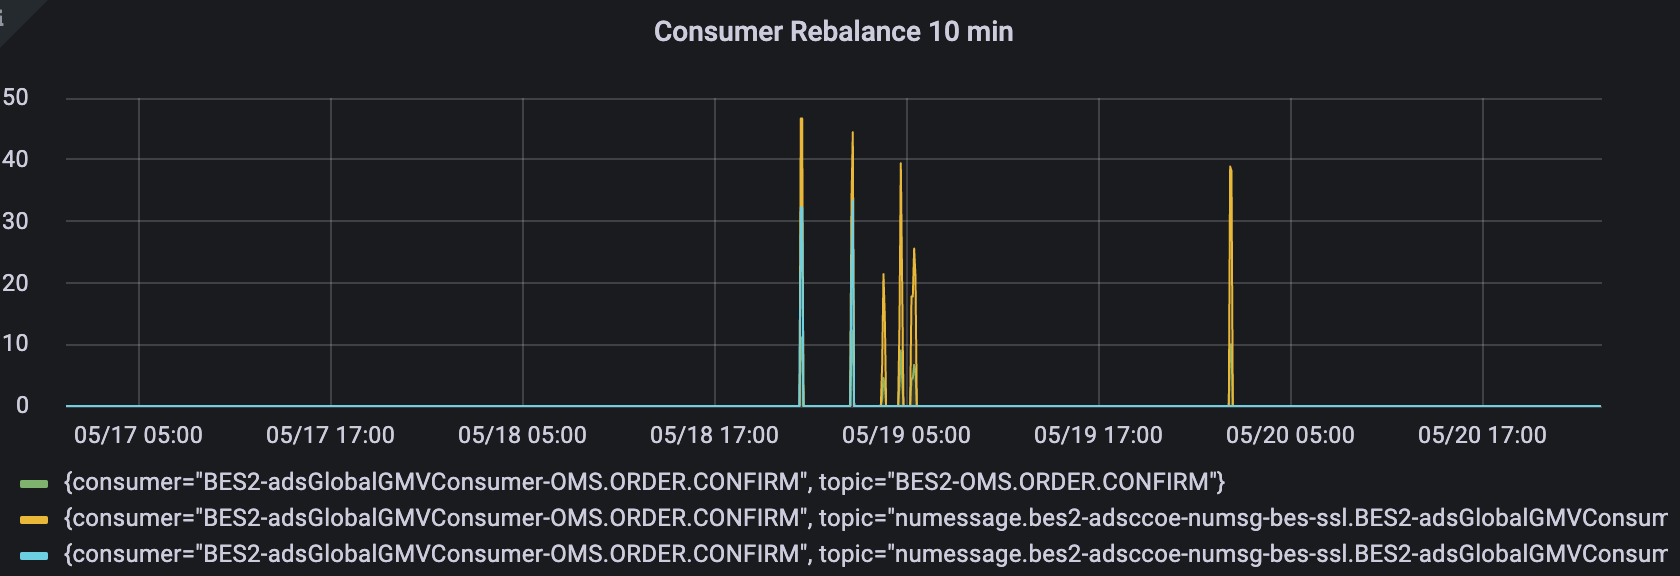 i
Consumer Rebalance 10 min
50
40
30
20
10
0
05/17 05:00 05/17 17:00 05/18 05:00 05/18 17:00 05/19 05:00 05/19 17:00 05/20 05:00 05/20 17:00
{consumer="BES2-adsGlobalGMVConsumer-OMS.ORDER.CONFIRM", topic="BES2-OMS.ORDER.CONFIRM"}
{consumer="BES2-adsGlobalGMVConsumer-OMS.ORDER.CONFIRM", topic="numessage.bes2-adsccoe-numsg-bes-ssl.BES2-adsGlobalGMVConsum
{consumer="BES2-adsGlobalGMVConsumer-OMS.ORDER.CONFIRM", topic="numessage.bes2-adsccoe-numsg-bes-ssl.BES2-adsGlobalGMVConsum